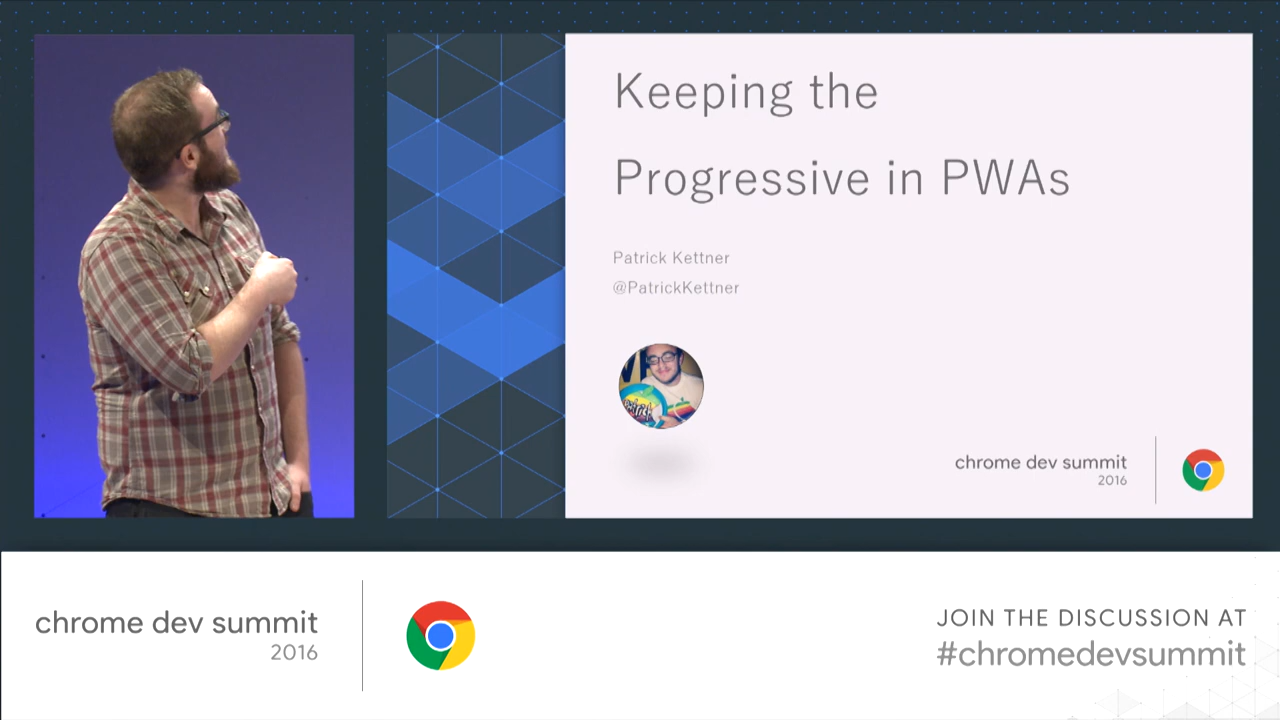 Keeping the
Progressive in PWAs
Patrick Kettner
@PatrickKettner
Patrick
chrome dev summit
2016
chrome dev summit
2016
JOIN THE DISCUSSION AT
#chromedevsummit